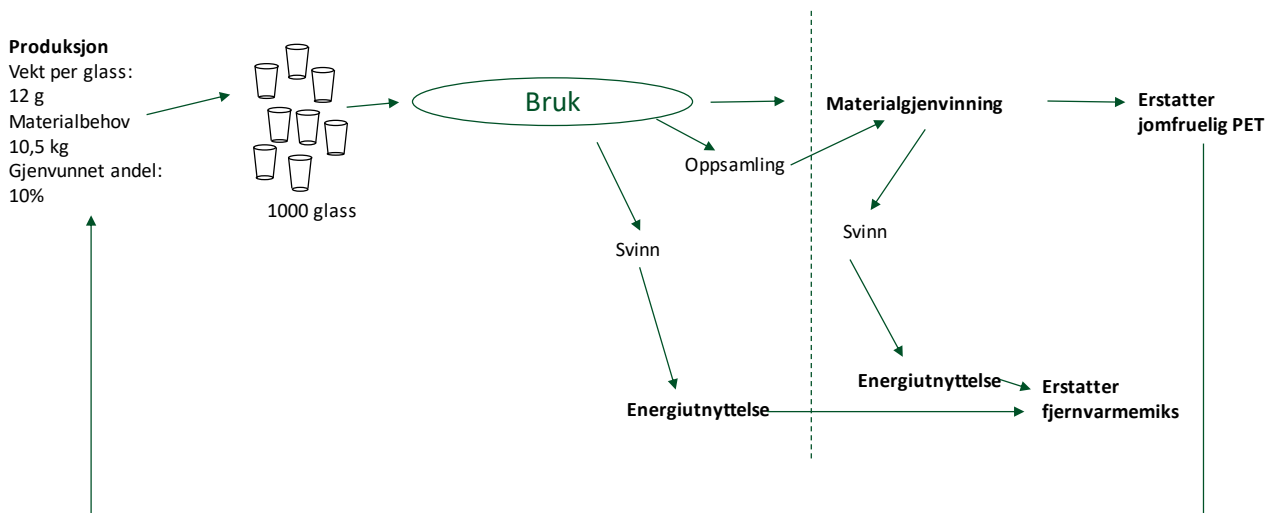 Produksjon
Vekt per glass:
12 g
Materialbehov
10,5 kg
Gjenvunnet andel:
10%
1000 glass
Bruk
Oppsamling
Svinn
Energiutnyttelse
Materialgjenvinning
Svinn
Energiutnyttelse
Erstatter
fjernvarmemiks
Erstatter
jomfruelig PET